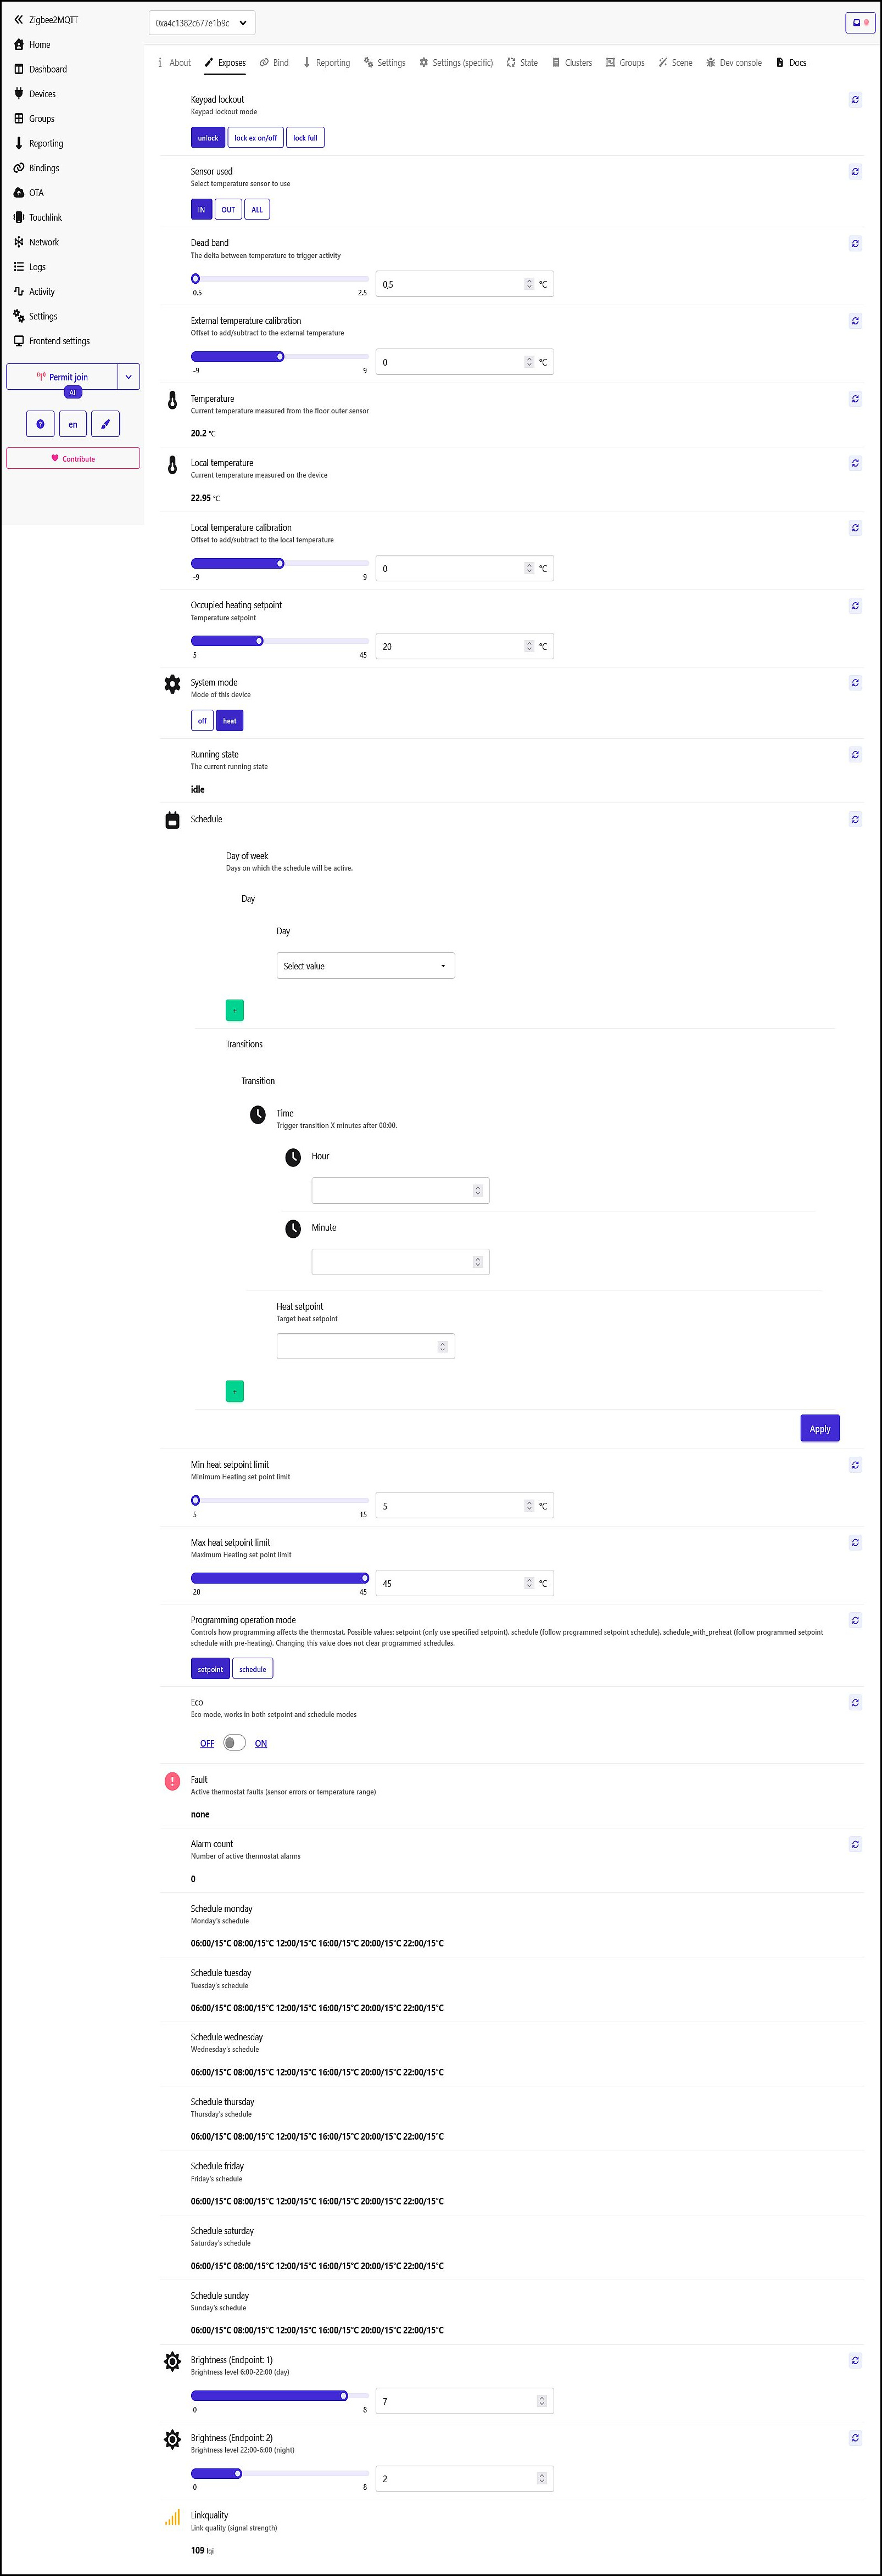 Zigbee2MQTT
Home
Dashboard
Devices
Groups
Reporting
Bindings
OTA
Touchlink
Network
Logs
Activity
Settings
Frontend settings
Permit join
All
en
Contribute
0xa4c1382c677e1b9c
About Exposes Bind Reporting Settings Settings (specific) State Clusters Groups Scene Dev console Docs
Keypad lockout
Keypad lockout mode
unlock lock ex on/off lock full
Sensor used
Select temperature sensor to use
IN OUT ALL
Dead band
The delta between temperature to trigger activity
0,5 °C
0.5 2.5
External temperature calibration
Offset to add/subtract to the external temperature
0 °C
-9 9
Temperature
Current temperature measured from the floor outer sensor
20.2 °C
Local temperature
Current temperature measured on the device
22.95 °C
Local temperature calibration
Offset to add/subtract to the local temperature
0 °C
-9 9
Occupied heating setpoint
Temperature setpoint
20 °C
5 45
System mode
Mode of this device
off heat
Running state
The current running state
idle
Schedule
Day of week
Days on which the schedule will be active.
Day
Day
Select value
+
Transitions
Transition
Time
Trigger transition X minutes after 00:00.
Hour
Minute
Heat setpoint
Target heat setpoint
+
Apply
Min heat setpoint limit
Minimum Heating set point limit
5 °C
5 15
Max heat setpoint limit
Maximum Heating set point limit
45 °C
20 45
Programming operation mode
Controls how programming affects the thermostat. Possible values: setpoint (only use specified setpoint), schedule (follow programmed setpoint schedule), schedule_with_preheat (follow programmed setpoint
schedule with pre-heating). Changing this value does not clear programmed schedules.
setpoint schedule
Eco
Eco mode, works in both setpoint and schedule modes
OFF ON
Fault
Active thermostat faults (sensor errors or temperature range)
none
Alarm count
Number of active thermostat alarms
0
Schedule monday
Monday's schedule
06:00/15°C 08:00/15°C 12:00/15°C 16:00/15°C 20:00/15°C 22:00/15°C
Schedule tuesday
Tuesday's schedule
06:00/15°C 08:00/15°C 12:00/15°C 16:00/15°C 20:00/15°C 22:00/15°C
Schedule wednesday
Wednesday's schedule
06:00/15°C 08:00/15°C 12:00/15°C 16:00/15°C 20:00/15°C 22:00/15°C
Schedule thursday
Thursday's schedule
06:00/15°C 08:00/15°C 12:00/15°C 16:00/15°C 20:00/15°C 22:00/15°C
Schedule friday
Friday's schedule
06:00/15°C 08:00/15°C 12:00/15°C 16:00/15°C 20:00/15°C 22:00/15°C
Schedule saturday
Saturday's schedule
06:00/15°C 08:00/15°C 12:00/15°C 16:00/15°C 20:00/15°C 22:00/15°C
Schedule sunday
Sunday's schedule
06:00/15°C 08:00/15°C 12:00/15°C 16:00/15°C 20:00/15°C 22:00/15°C
Brightness (Endpoint: 1)
Brightness level 6:00-22:00 (day)
7
0 8
Brightness (Endpoint: 2)
Brightness level 22:00-6:00 (night)
2
0 8
Linkquality
Link quality (signal strength)
109 lqi